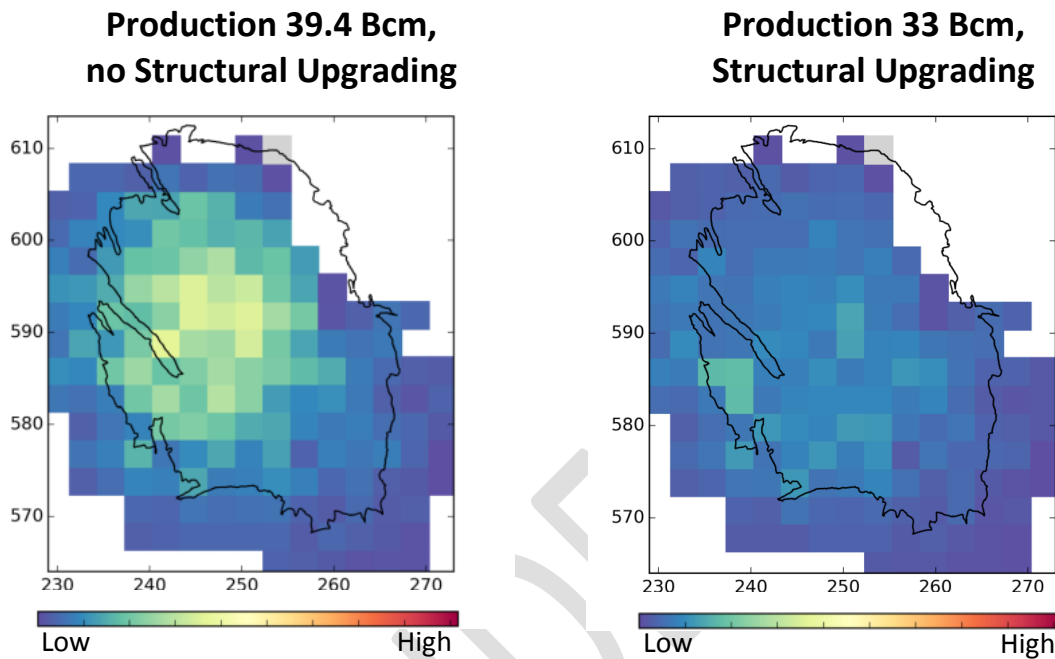 Production 39.4 Bcm,
no Structural Upgrading
610
600
590
580
570
230 240 250 260 270
Low High
Production 33 Bcm,
Structural Upgrading
610
600
590
580
570
230 240 250 260 270
Low High